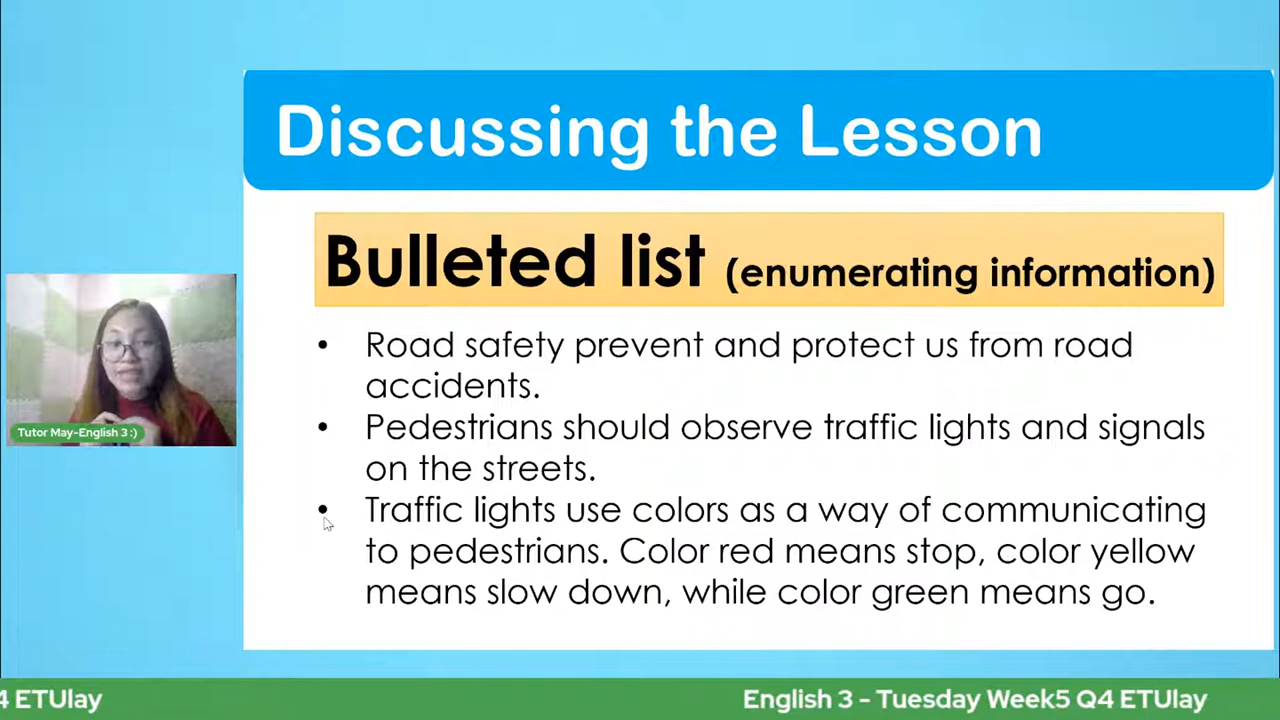 Discussing the Lesson
Bulleted list (enumerating information)
• Road safety prevent and protect us from road
accidents.
• Pedestrians should observe traffic lights and signals
on the streets.
• Traffic lights use colors as a way of communicating
to pedestrians. Color red means stop, color yellow
means slow down, while color green means go.
Tutor May-English 3 :)
4 ETUlay
English 3 - Tuesday Week5 Q4 ETUlay